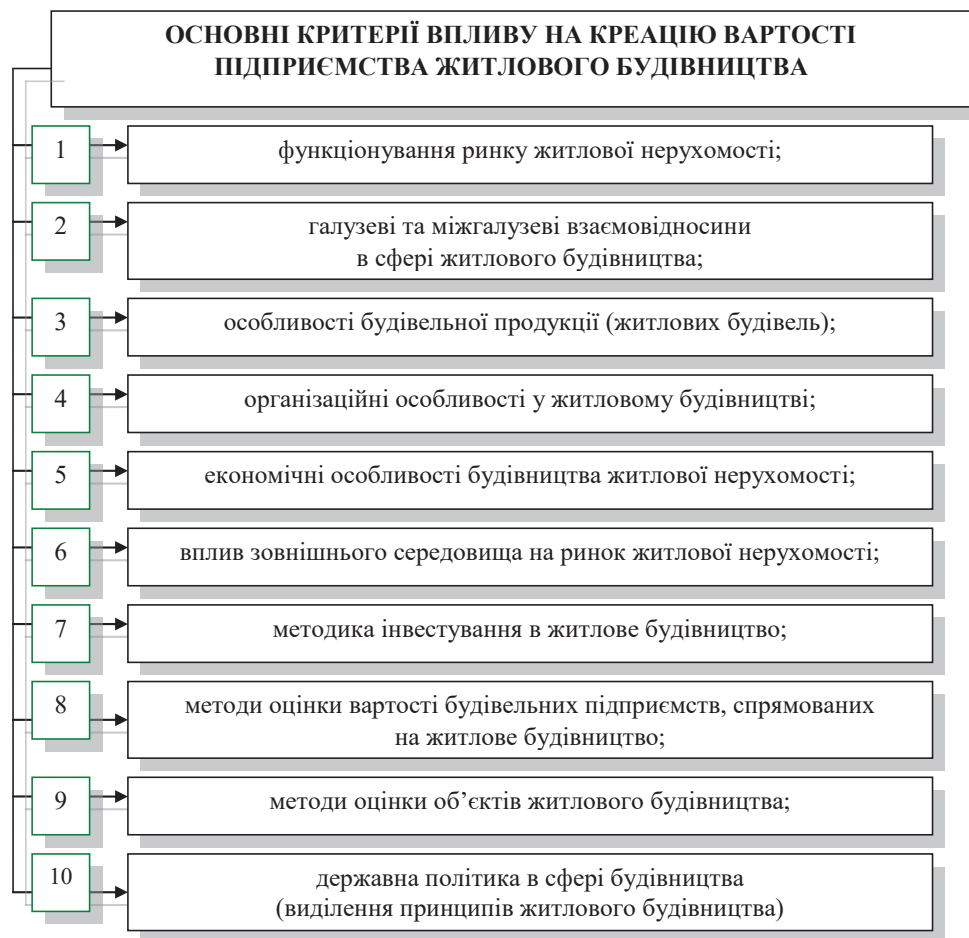 ОСНОВНІ КРИТЕРІЇ ВПЛИВУ НА КРЕАЦІЮ ВАРТОСТІ
ПІДПРИЄМСТВА ЖИТЛОВОГО БУДІВНИЦТВА
1
функціонування ринку житлової нерухомості;
2
галузеві та міжгалузеві взаємовідносини
в сфері житлового будівництва;
3
особливості будівельної продукції (житлових будівель);
4
організаційні особливості у житловому будівництві;
5
економічні особливості будівництва житлової нерухомості;
6
вплив зовнішнього середовища на ринок житлової нерухомості;
7
методика інвестування в житлове будівництво;
8
методи оцінки вартості будівельних підприємств, спрямованих
на житлове будівництво;
9
методи оцінки об’єктів житлового будівництва;
10
державна політика в сфері будівництва
(виділення принципів житлового будівництва)